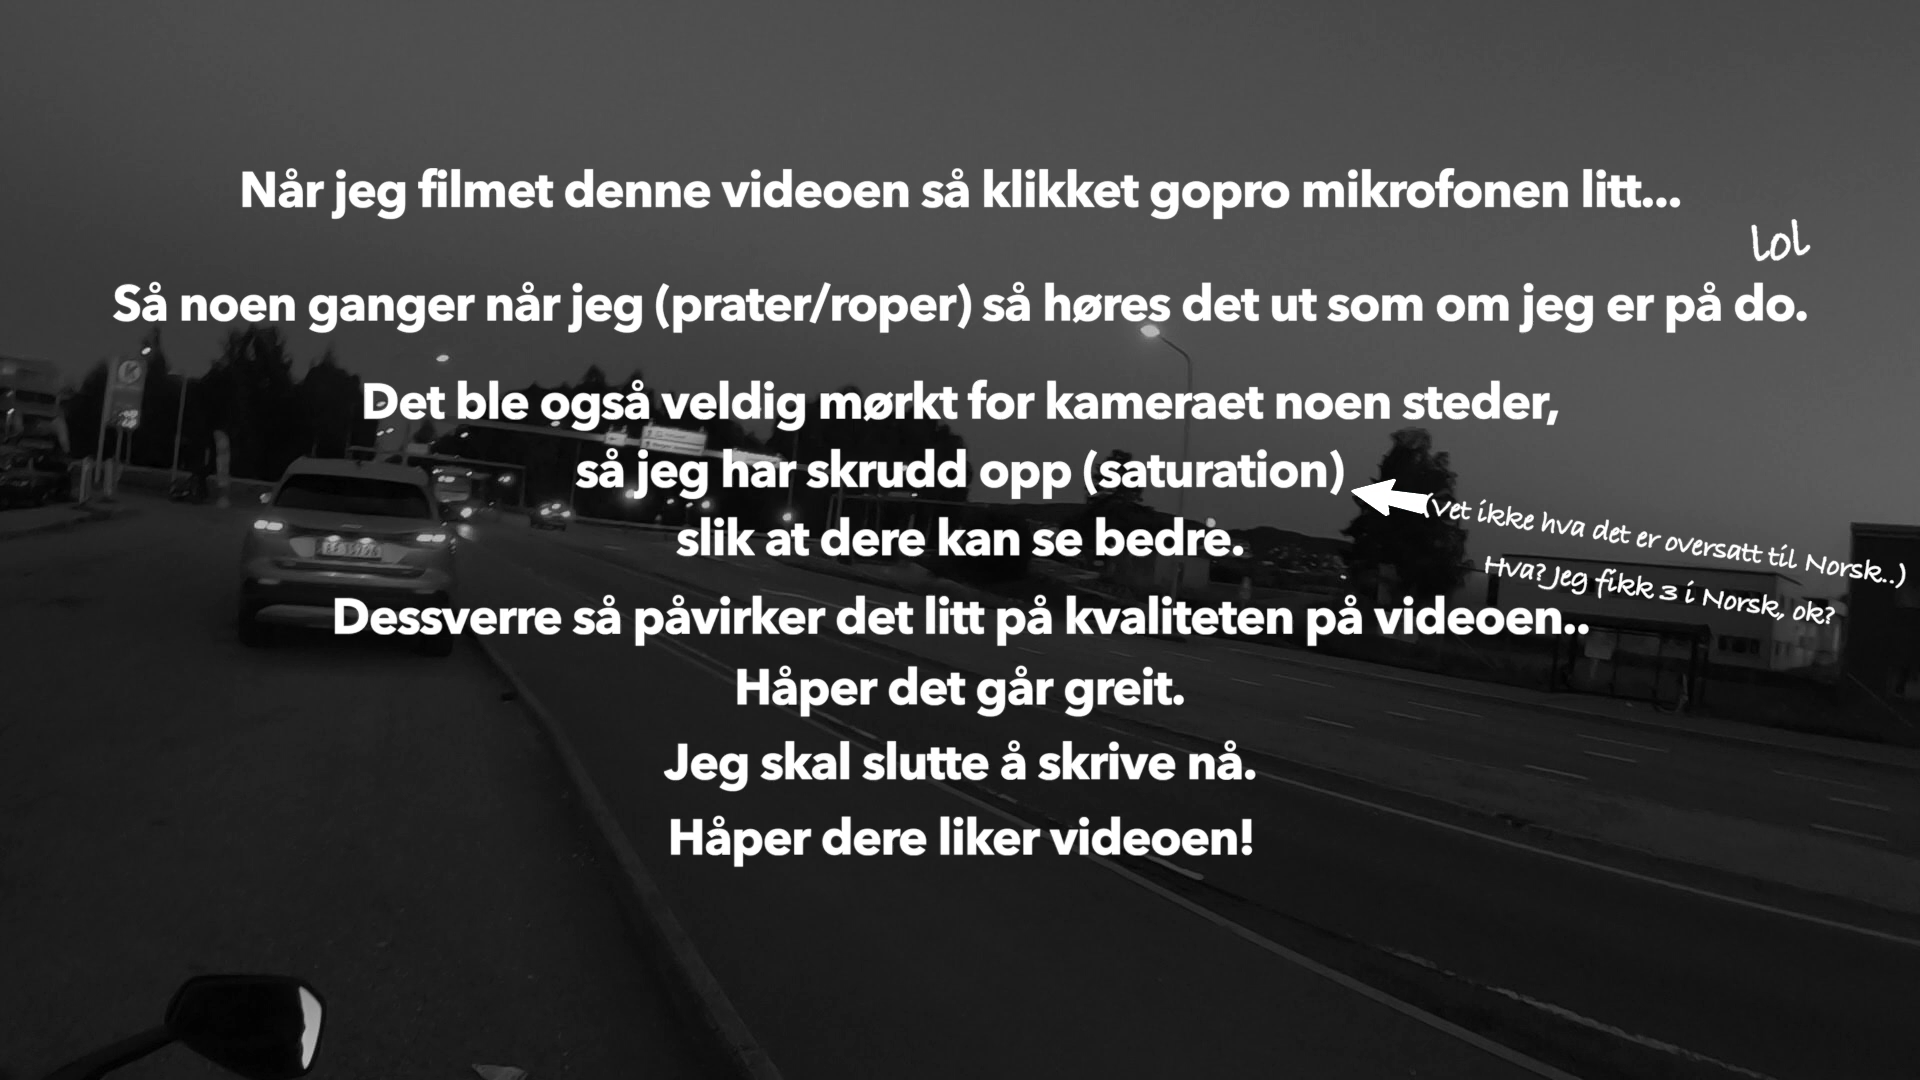 Når jeg filmet denne videoen så klikket gopro mikrofonen litt...
lol
Så noen ganger når jeg (prater/roper) så høres det ut som om jeg er på do.
Det ble også veldig mørkt for kameraet noen steder,
så jeg har skrudd opp (saturation)
(vet ikke hva det er oversatt til Norsk..)
Hva? Jeg fikk 3 i Norsk, ok?
slik at dere kan se bedre.
Dessverre så påvirker det litt på kvaliteten på videoen..
Håper det går greit.
Jeg skal slutte å skrive nå.
Håper dere liker videoen!